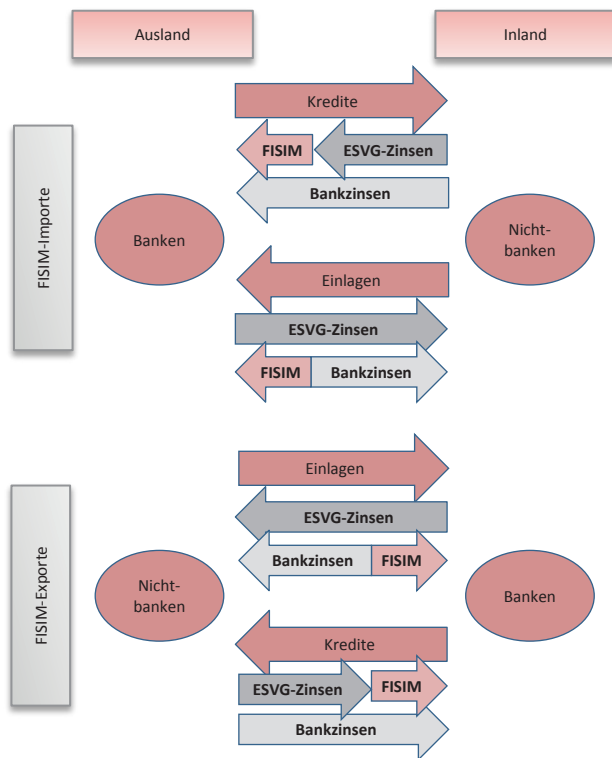 Ausland
Inland
FISIM-Importe
Kredite
FISIM
ESVG-Zinsen
Bankzinsen
Banken
Nicht-
banken
Einlagen
ESVG-Zinsen
FISIM
Bankzinsen
FISIM-Exporte
Einlagen
ESVG-Zinsen
Bankzinsen
FISIM
Nicht-
banken
Banken
Kredite
ESVG-Zinsen
FISIM
Bankzinsen